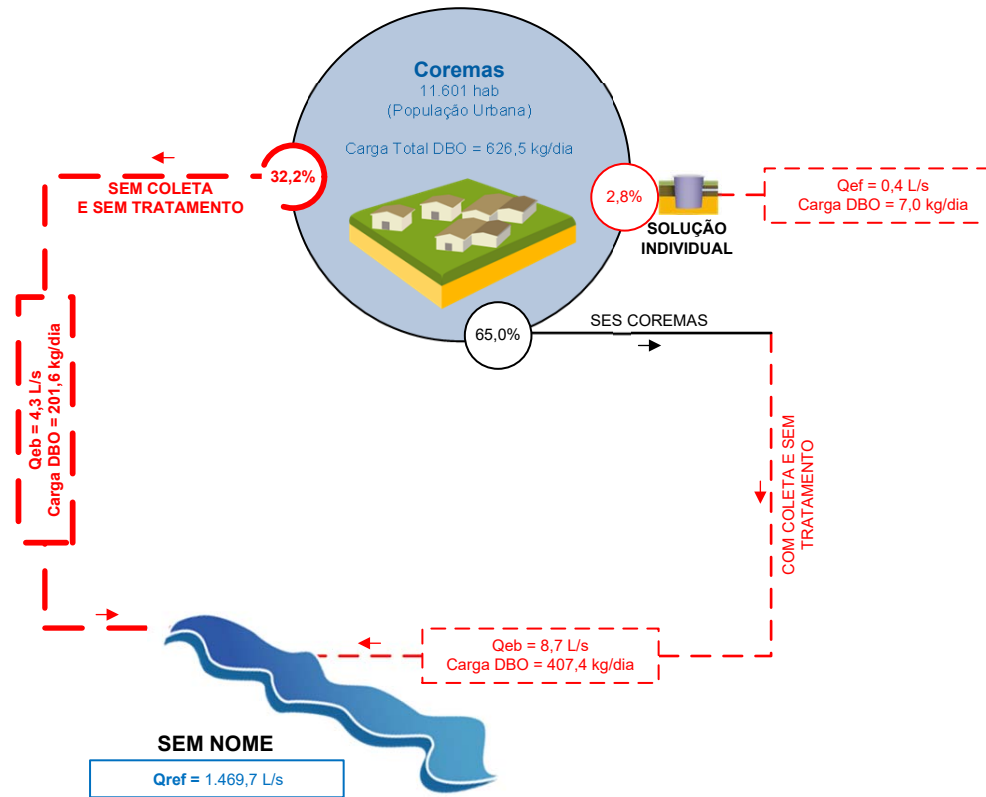 Coremas
11.601 hab
(População Urbana)
Carga Total DBO = 626,5 kg/dia
32,2%
SEM COLETA
E SEM TRATAMENTO
2,8%
SOLUÇÃO
INDIVIDUAL
Qef = 0,4 L/s
Carga DBO = 7,0 kg/dia
65,0%
SES COREMAS
Qeb = 4,3 L/s
Carga DBO = 201,6 kg/dia
COM COLETA E SEM
TRATAMENTO
Qeb = 8,7 L/s
Carga DBO = 407,4 kg/dia
SEM NOME
Qref = 1.469,7 L/s